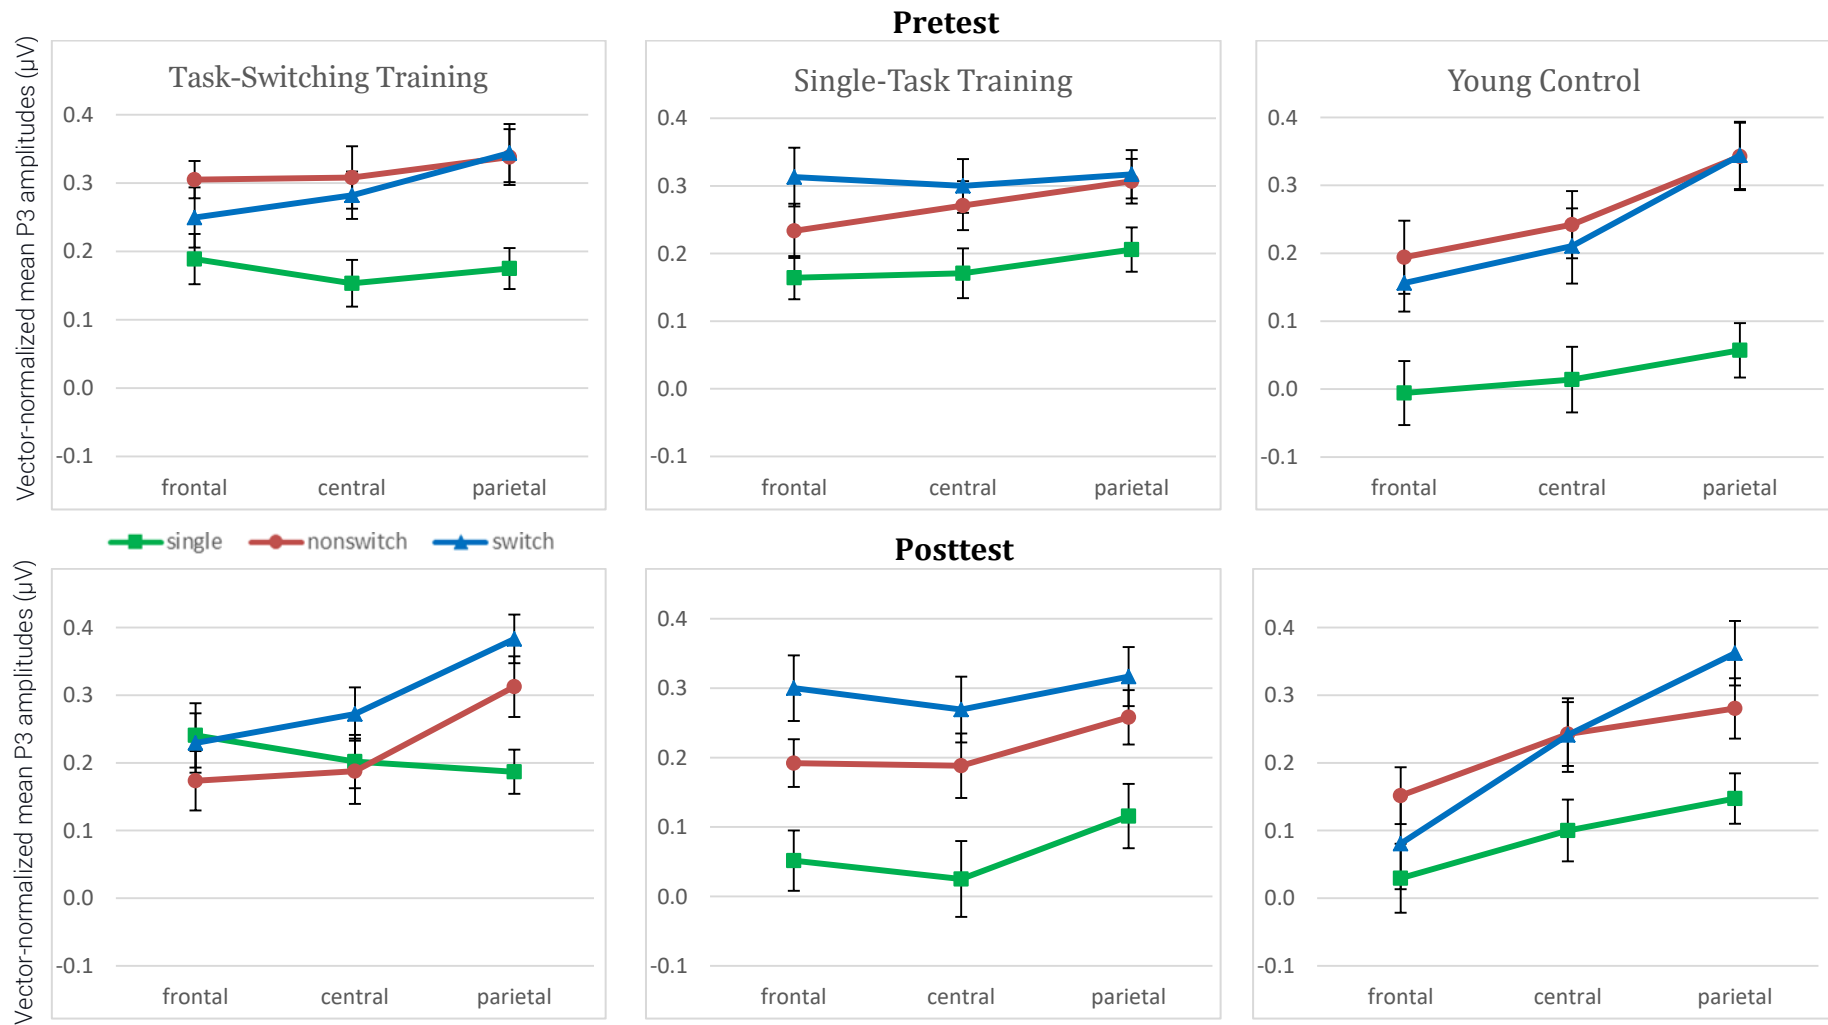 Pretest
Vector-normalized mean P3 amplitudes (µV)
Task-Switching Training
0.4
0.3
0.2
0.1
0.0
-0.1
frontal central parietal
Single-Task Training
0.4
0.3
0.2
0.1
0.0
-0.1
frontal central parietal
Young Control
0.4
0.3
0.2
0.1
0.0
-0.1
frontal central parietal
single nonswitch switch
Posttest
Vector-normalized mean P3 amplitudes (µV)
0.4
0.3
0.2
0.1
0.0
-0.1
frontal central parietal
0.4
0.3
0.2
0.1
0.0
-0.1
frontal central parietal
0.4
0.3
0.2
0.1
0.0
-0.1
frontal central parietal